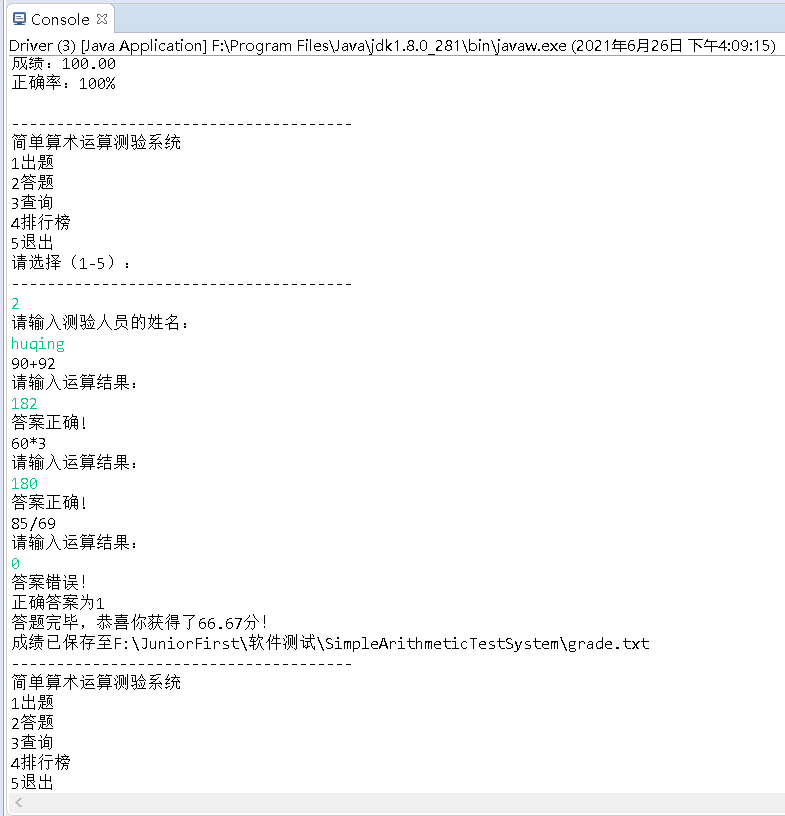 Console
Driver (3) [Java Application] F:\Program Files\Java\jdk1.8.0_281\bin\javaw.exe (2021年6月26日 下午4:09:15)
成绩：100.00
正确率：100%
------------------------------------
简单算术运算测验系统
1出题
2答题
3查询
4排行榜
5退出
请选择（1-5）：
------------------------------------
2
请输入测验人员的姓名：
huqing
90+92
请输入运算结果：
182
答案正确！
60*3
请输入运算结果：
180
答案正确！
85/69
请输入运算结果：
0
答案错误！
正确答案为1
答题完毕，恭喜你获得了66.67分！
成绩已保存至F:\JuniorFirst\软件测试\SimpleArithmeticTestSystem\grade.txt
------------------------------------
简单算术运算测验系统
1出题
2答题
3查询
4排行榜
5退出